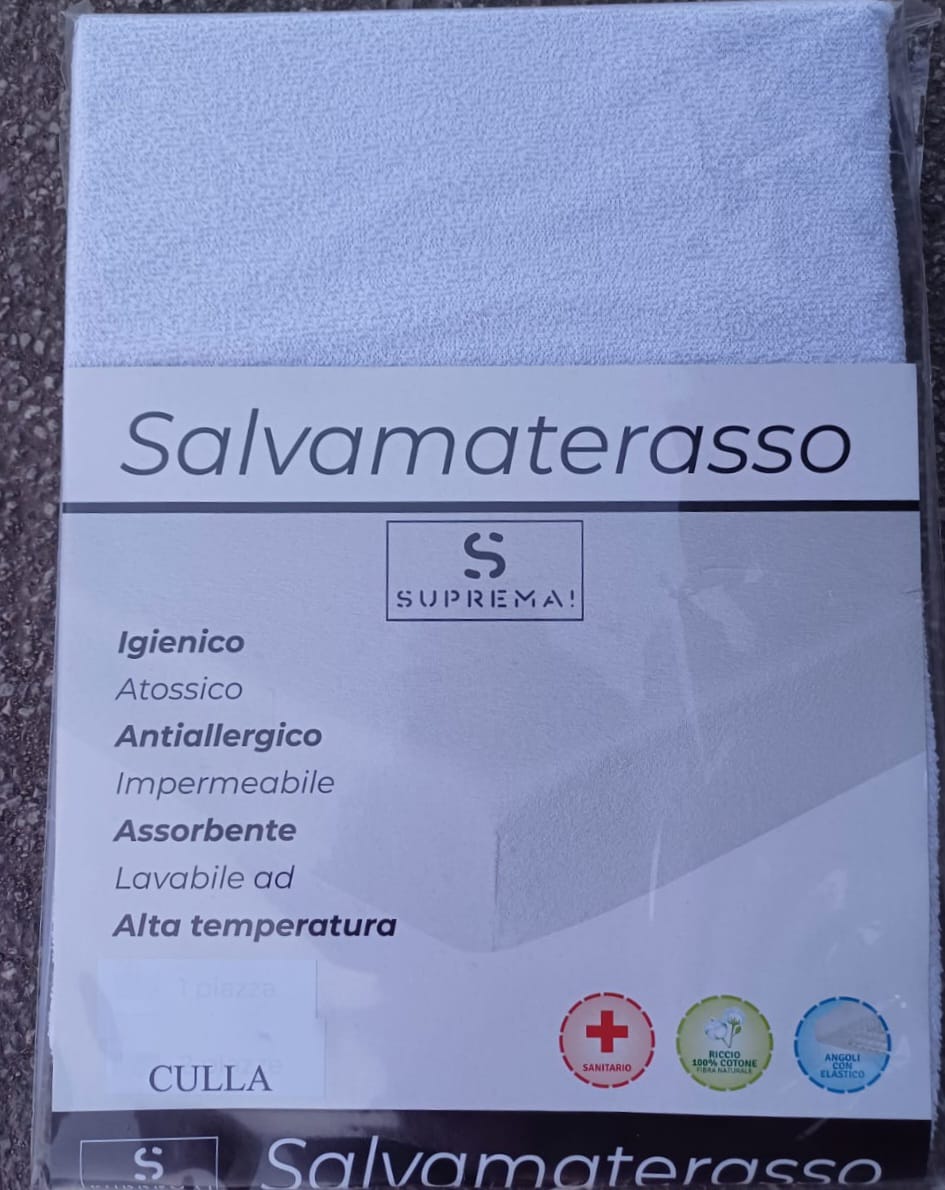 Salvamaterasso
S
SUPREMA!
Igienico
Atossico
Antiallergico
Impermeabile
Assorbente
Lavabile ad
Alta temperatura
1 piazza
CULLA
SANITARIO
RICCIO
100% COTONE
FIBRA NATURALE
ANGOLI
CON
ELASTICO
S
Salvamaterasso